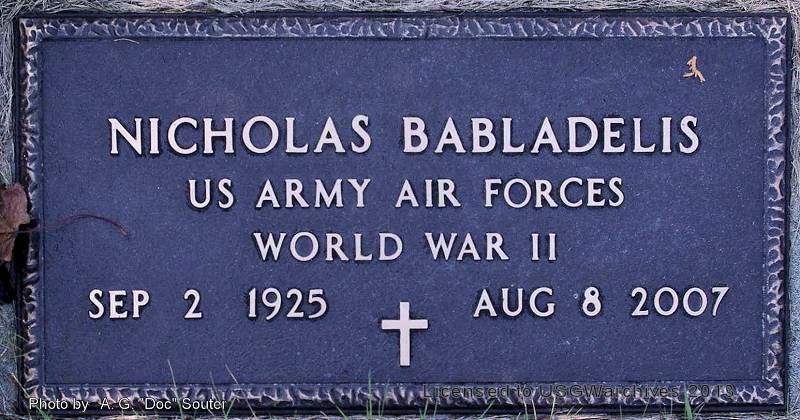 NICHOLAS BABLADELIS
US ARMY AIR FORCES
WORLD WAR II
SEP 2 1925 AUG 8 2007
Photo by A. G. "Doc" Souter
Licensed to USGWarchives 2013